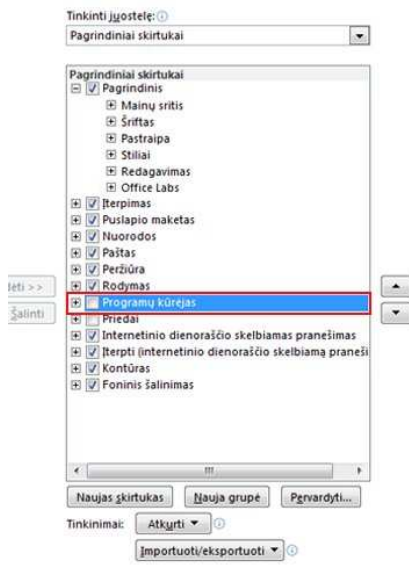 Tinkinti juostelę:
Pagrindiniai skirtukai
Pagrindiniai skirtukai
Pagrindinis
Mainų sritis
Šriftas
Pastraipa
Stiliai
Redagavimas
Office Labs
Įterpimas
Puslapio maketas
Nuorodos
Paštas
Peržiūra
dėti >>
Rodymas
Programų kūrėjas
Šalinti
Priedai
Internetinio dienoraščio skelbiamas pranešimas
Įterpti (internetinio dienoraščio skelbiamą praneši
Kontūras
Foninis šalinimas
Naujas skirtukas Nauja grupė Pervardyti...
Tinkinimai: Atkurti
Importuoti/eksportuoti